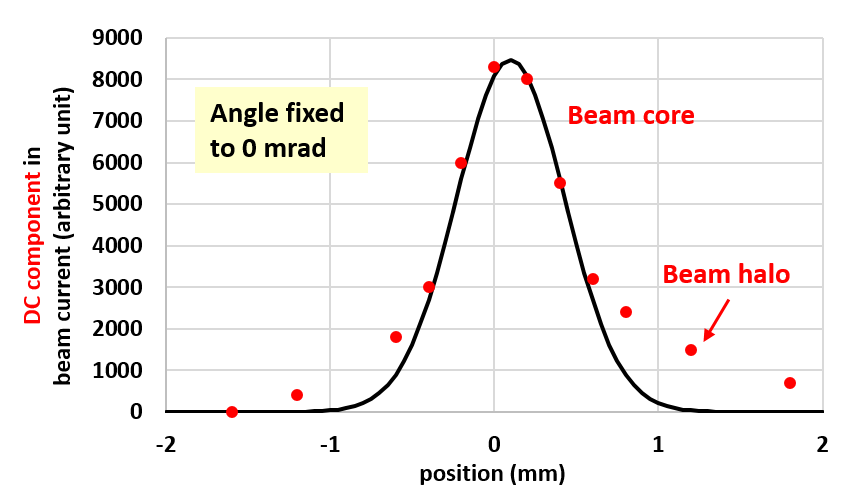 9000
8000
7000
6000
5000
4000
3000
2000
1000
0
DC component in
beam current (arbitrary unit)
Angle fixed
to 0 mrad
Beam core
Beam halo
-2 -1 0 1 2
position (mm)